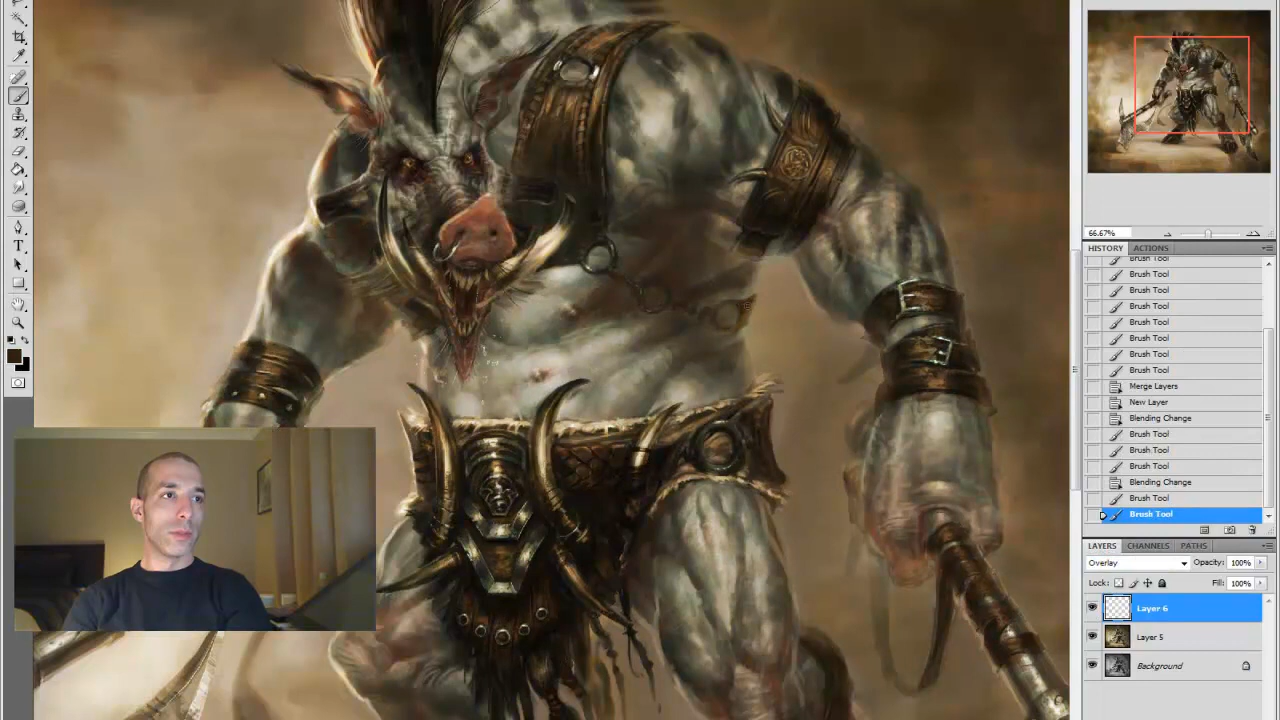 66.67%
HISTORY ACTIONS
Brush Tool
Brush Tool
Brush Tool
Brush Tool
Brush Tool
Brush Tool
Brush Tool
Brush Tool
Merge Layers
New Layer
Blending Change
Brush Tool
Brush Tool
Brush Tool
Blending Change
Brush Tool
Brush Tool
LAYERS CHANNELS PATHS
Overlay Opacity: 100%
Lock: Fill: 100%
Layer 6
Layer 5
Background